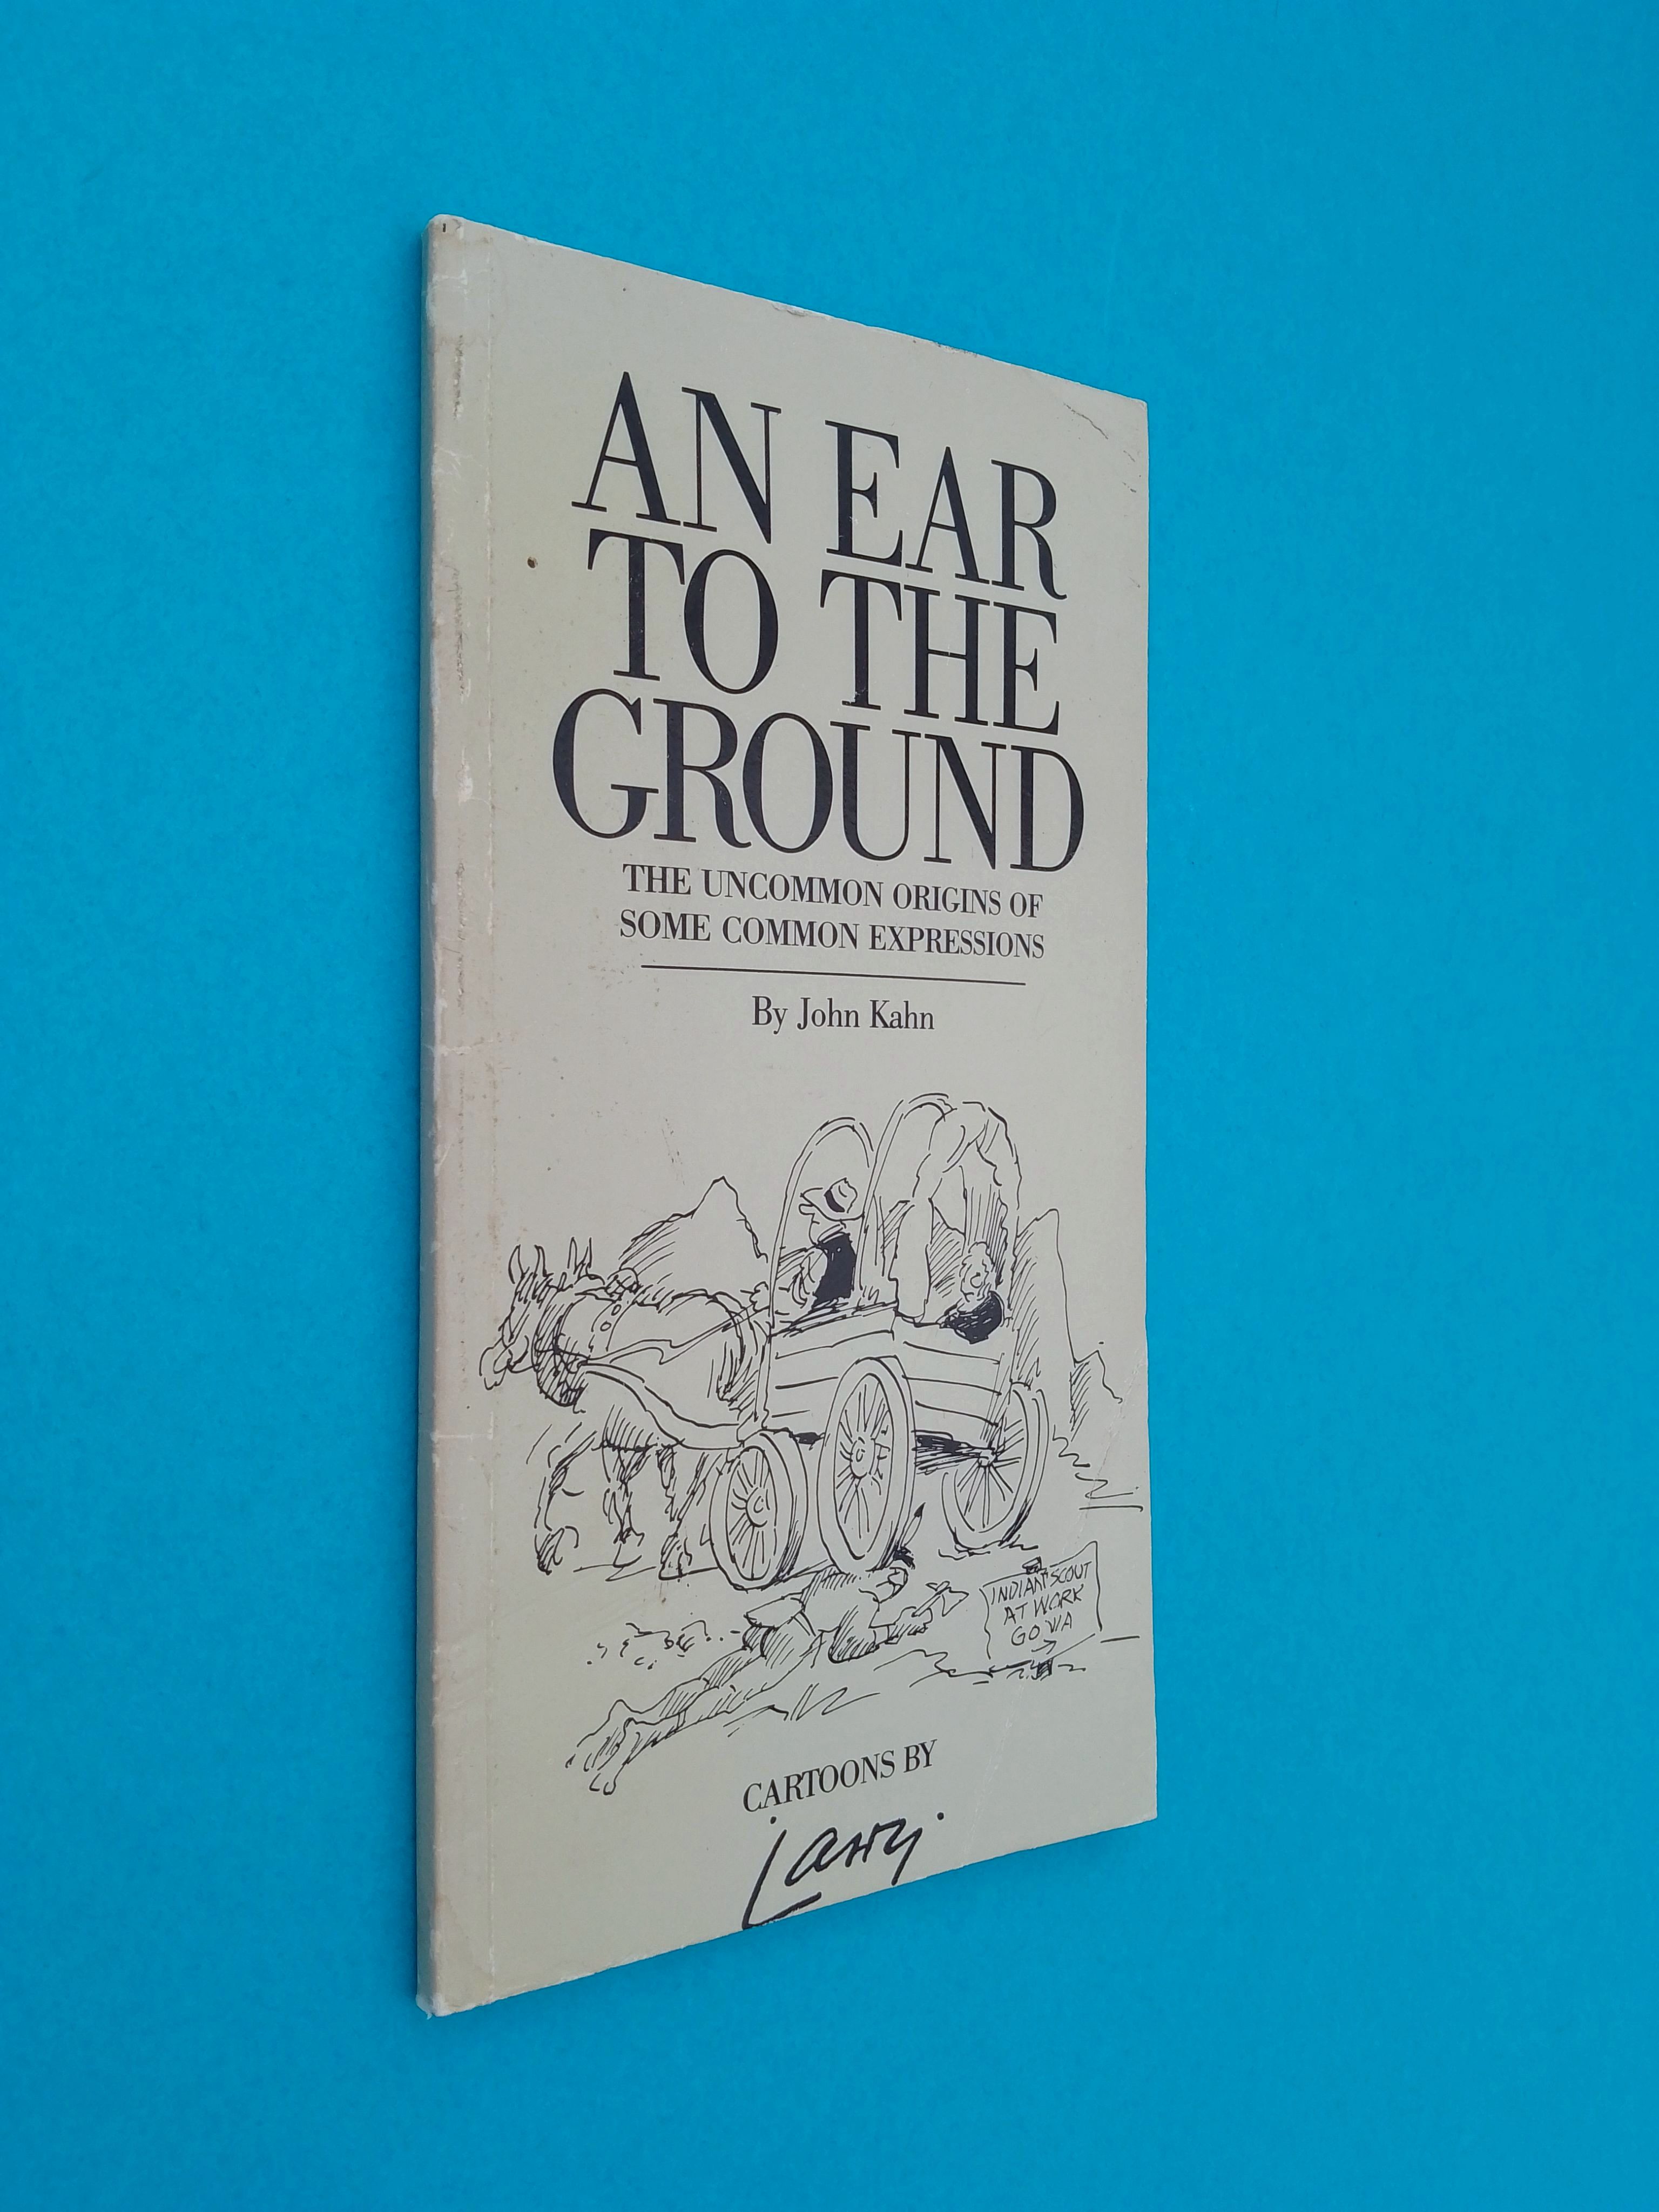 AN EAR
TO THE
GROUND
THE UNCOMMON ORIGINS OF
SOME COMMON EXPRESSIONS
By John Kahn
INDIAN SCOUT
AT WORK
GO VIA
CARTOONS BY
Larry